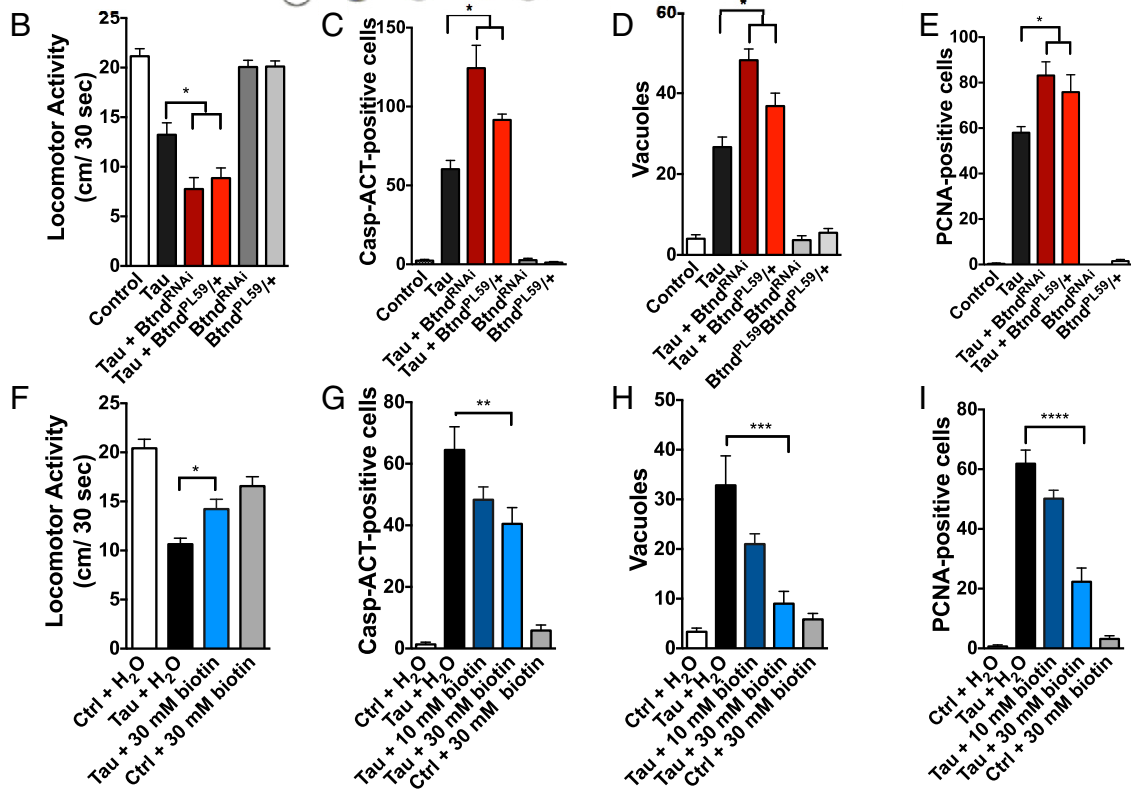 B
Locomotor Activity
(cm/ 30 sec)
25
20
15
10
5
0
*
Control
Tau
Tau + Btnd^RNAi
Tau + Btnd^PL59/+
Btnd^RNAi
Btnd^PL59/+
C
Casp-ACT-positive cells
150
100
50
0
*
Control
Tau
Tau + Btnd^RNAi
Tau + Btnd^PL59/+
Btnd^RNAi
Btnd^PL59/+
D
Vacuoles
60
40
20
0
*
Control
Tau
Tau + Btnd^RNAi
Tau + Btnd^PL59/+
Btnd^RNAi
Btnd^PL59Btnd^PL59/+
E
PCNA-positive cells
100
80
60
40
20
0
*
Control
Tau
Tau + Btnd^RNAi
Tau + Btnd^PL59/+
Btnd^RNAi
Btnd^PL59/+
F
Locomotor Activity
(cm/ 30 sec)
25
20
15
10
5
0
*
Ctrl + H2O
Tau + H2O
Tau + 30 mM biotin
Ctrl + 30 mM biotin
G
Casp-ACT-positive cells
80
60
40
20
0
**
Ctrl + H2O
Tau + H2O
Tau + 10 mM biotin
Tau + 30 mM biotin
Ctrl + 30 mM biotin
H
Vacuoles
50
40
30
20
10
0
***
Ctrl + H2O
Tau + H2O
Tau + 10 mM biotin
Tau + 30 mM biotin
Ctrl + 30 mM biotin
I
PCNA-positive cells
80
60
40
20
0
****
Ctrl + H2O
Tau + H2O
Tau + 10 mM biotin
Tau + 30 mM biotin
Ctrl + 30 mM biotin